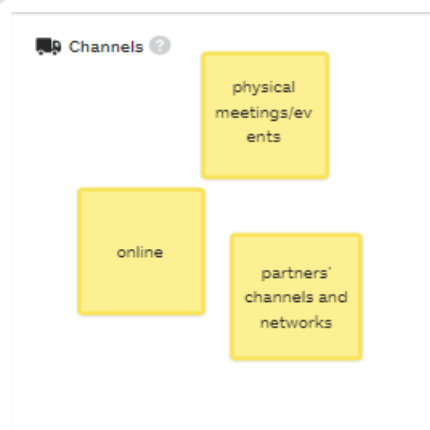 Channels ?
physical
meetings/ev
ents
online
partners'
channels and
networks